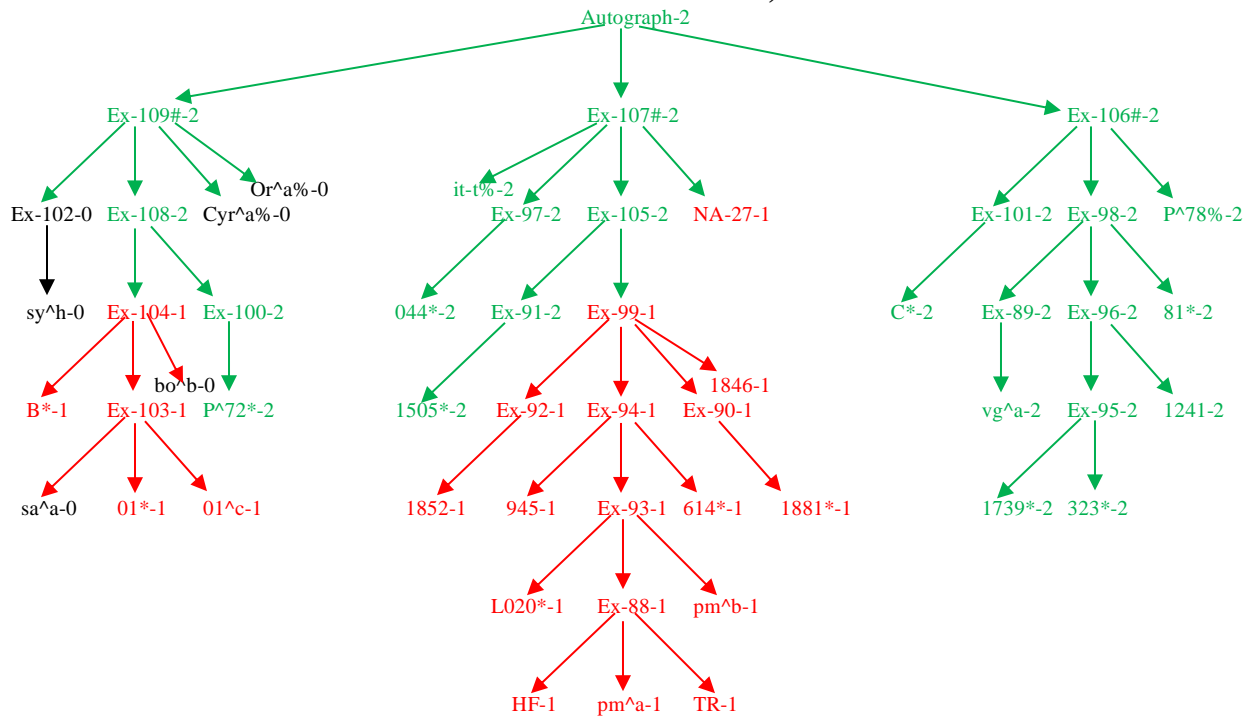 Autograph-2
Ex-109#-2 Ex-107#-2 Ex-106#-2
Or^a%-0 it-t%-2
Ex-102-0 Ex-108-2 Cyr^a%-0 Ex-97-2 Ex-105-2 NA-27-1 Ex-101-2 Ex-98-2 P^78%-2
sy^h-0 Ex-104-1 Ex-100-2 044*-2 Ex-91-2 Ex-99-1 C*-2 Ex-89-2 Ex-96-2 81*-2
bo^b-0 1846-1
B*-1 Ex-103-1 P^72*-2 1505*-2 Ex-92-1 Ex-94-1 Ex-90-1 vg^a-2 Ex-95-2 1241-2
sa^a-0 01*-1 01^c-1 1852-1 945-1 Ex-93-1 614*-1 1881*-1 1739*-2 323*-2
L020*-1 Ex-88-1 pm^b-1
HF-1 pm^a-1 TR-1